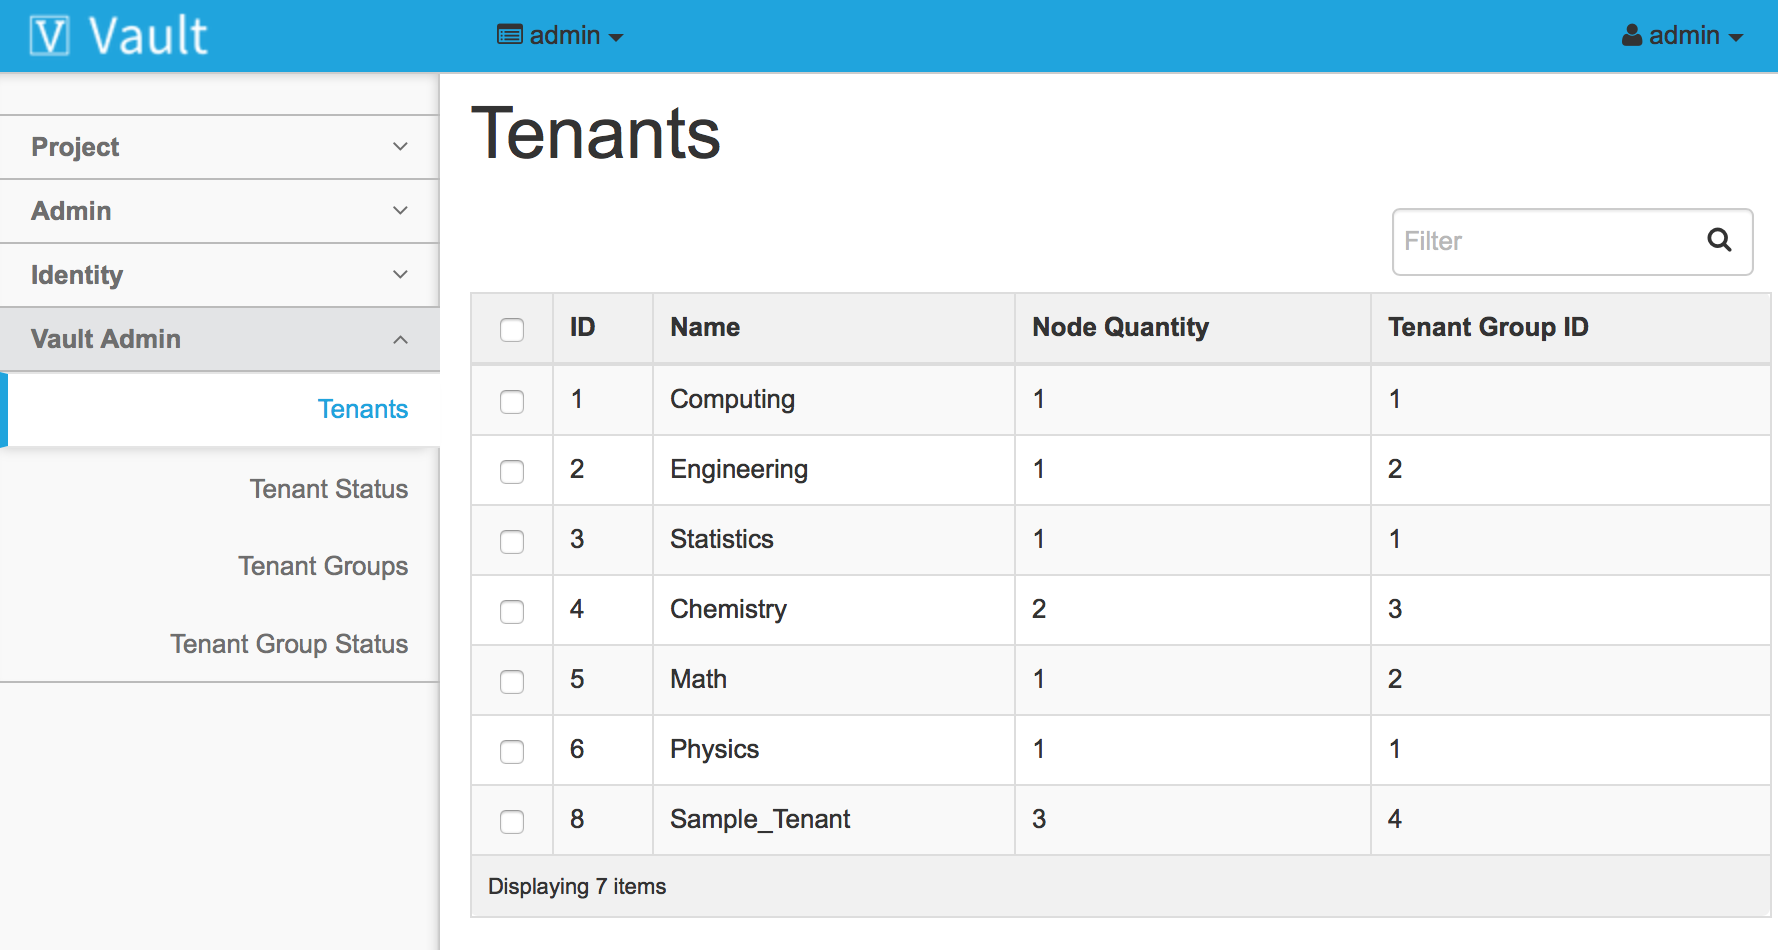 V Vault
admin
admin
Project
Admin
Identity
Vault Admin
Tenants
Tenant Status
Tenant Groups
Tenant Group Status
Tenants
Filter
ID Name Node Quantity Tenant Group ID
1 Computing 1 1
2 Engineering 1 2
3 Statistics 1 1
4 Chemistry 2 3
5 Math 1 2
6 Physics 1 1
8 Sample_Tenant 3 4
Displaying 7 items